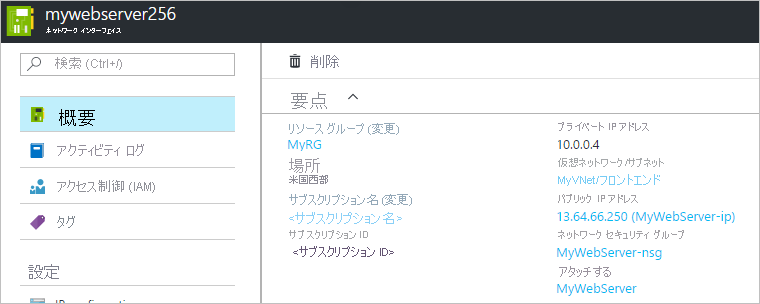 mywebserver256
ネットワーク インターフェイス
検索 (Ctrl+/)
概要
アクティビティ ログ
アクセス制御 (IAM)
タグ
設定
削除
要点
リソース グループ (変更)
MyRG
場所
米国西部
サブスクリプション名 (変更)
<サブスクリプション名>
サブスクリプション ID
<サブスクリプション ID>
プライベート IP アドレス
10.0.0.4
仮想ネットワーク/サブネット
MyVNet/フロントエンド
パブリック IP アドレス
13.64.66.250 (MyWebServer-ip)
ネットワーク セキュリティ グループ
MyWebServer-nsg
アタッチする
MyWebServer